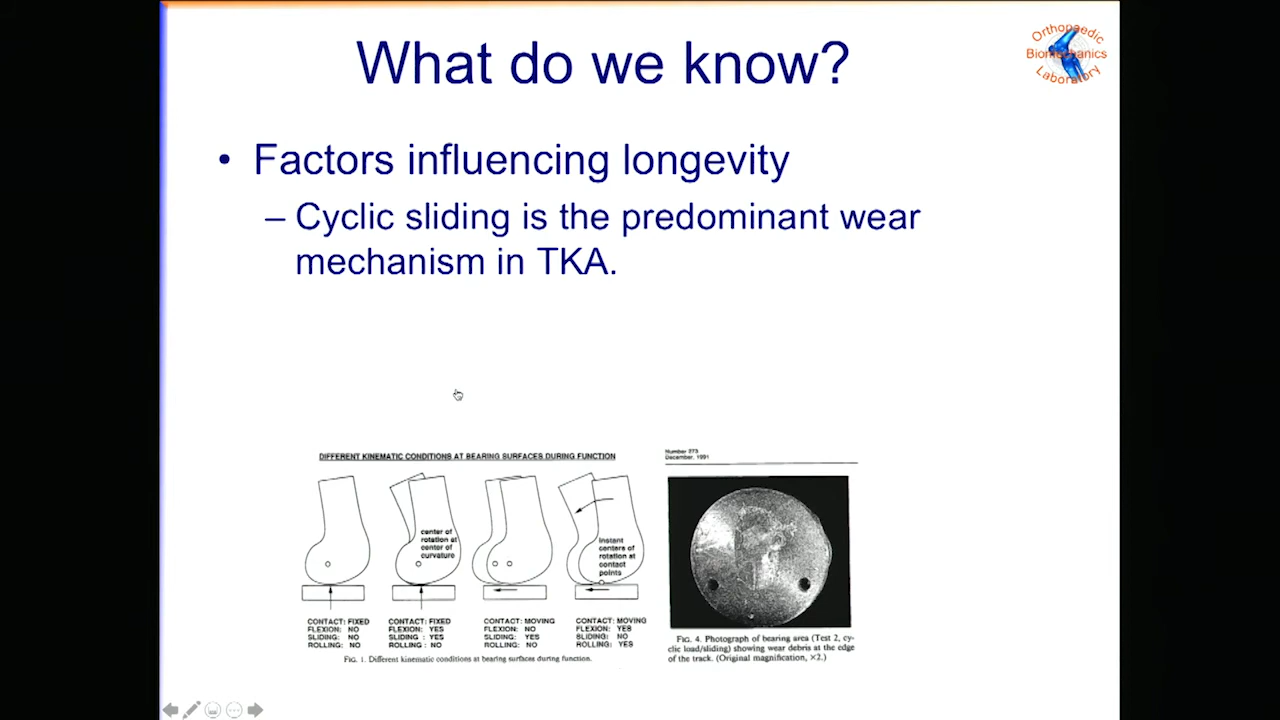 What do we know?
Orthopaedic
Biomechanics
Laboratory
• Factors influencing longevity
– Cyclic sliding is the predominant wear
mechanism in TKA.
DIFFERENT KINEMATIC CONDITIONS AT BEARING SURFACES DURING FUNCTION
center of
rotation at
center of
curvature
Instant
centers of
rotation at
contact
points
CONTACT: FIXED
FLEXION: NO
SLIDING: NO
ROLLING: NO
CONTACT: FIXED
FLEXION: YES
SLIDING : YES
ROLLING : NO
CONTACT: MOVING
FLEXION: NO
SLIDING: YES
ROLLING: NO
CONTACT: MOVING
FLEXION: YES
SLIDING: NO
ROLLING: YES
FIG. 1. Different kinematic conditions at bearing surfaces during function.
Number 273
December, 1991
FIG. 4. Photograph of bearing area (Test 2, cy-
clic load/sliding) showing wear debris at the edge
of the track. (Original magnification, ×2.)